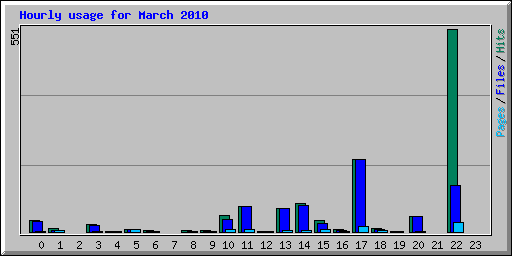 Hourly usage for March 2010
551
Pages/Files/Hits
0 1 2 3 4 5 6 7 8 9 10 11 12 13 14 15 16 17 18 19 20 21 22 23